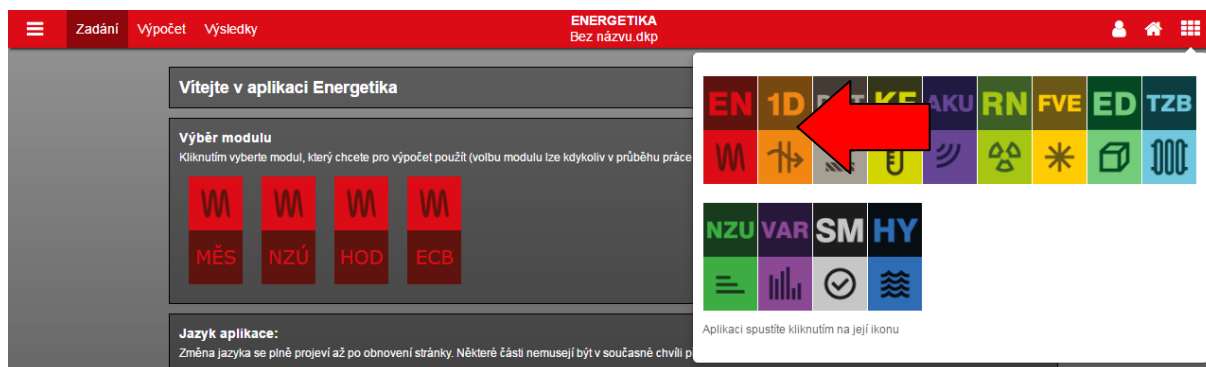 Zadání Výpočet Výsledky
ENERGETIKA
Bez názvu.dkp
Vítejte v aplikaci Energetika
Výběr modulu
Kliknutím vyberte modul, který chcete pro výpočet použít (volbu modulu lze kdykoliv v průběhu práce
MĚS NZÚ HOD ECB
Jazyk aplikace:
Změna jazyka se plně projeví až po obnovení stránky. Některé části nemusejí být v současné chvíli p
EN 1D AKU RN FVE ED TZB
NZU VAR SM HY
Aplikaci spustíte kliknutím na její ikonu